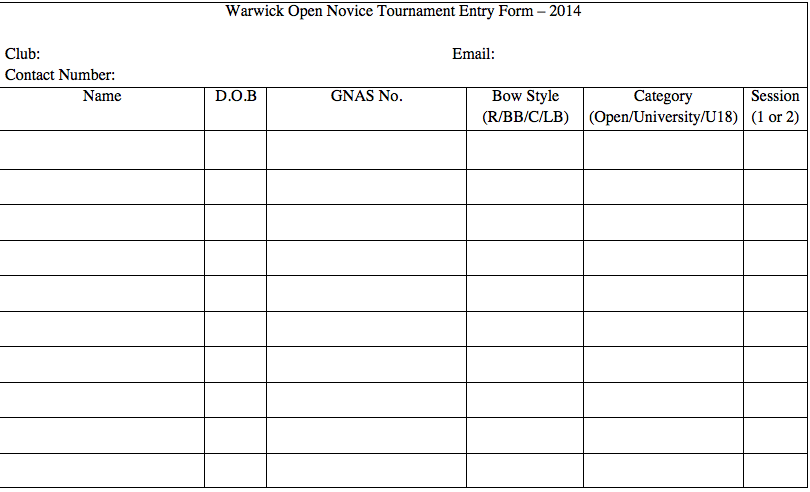 Warwick Open Novice Tournament Entry Form – 2014
Club: Email:
Contact Number:
Name D.O.B GNAS No. Bow Style Category Session
(R/BB/C/LB) (Open/University/U18) (1 or 2)